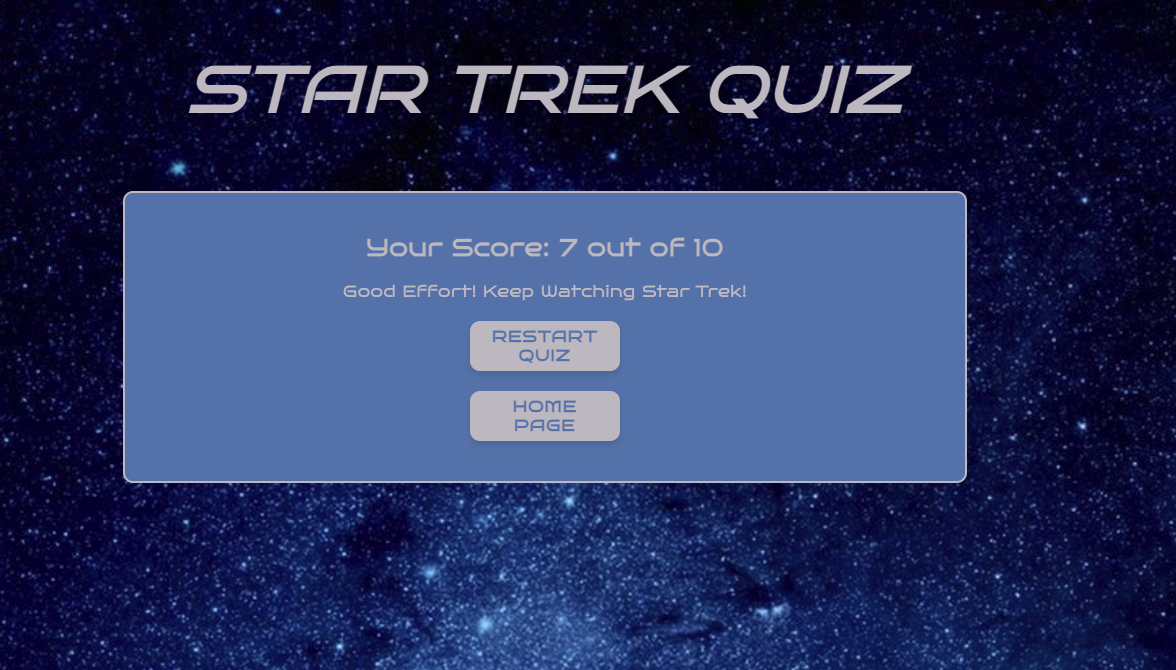 STAR TREK QUIZ
Your Score: 7 out of 10
Good Effort! Keep Watching Star Trek!
RESTART
QUIZ
HOME
PAGE